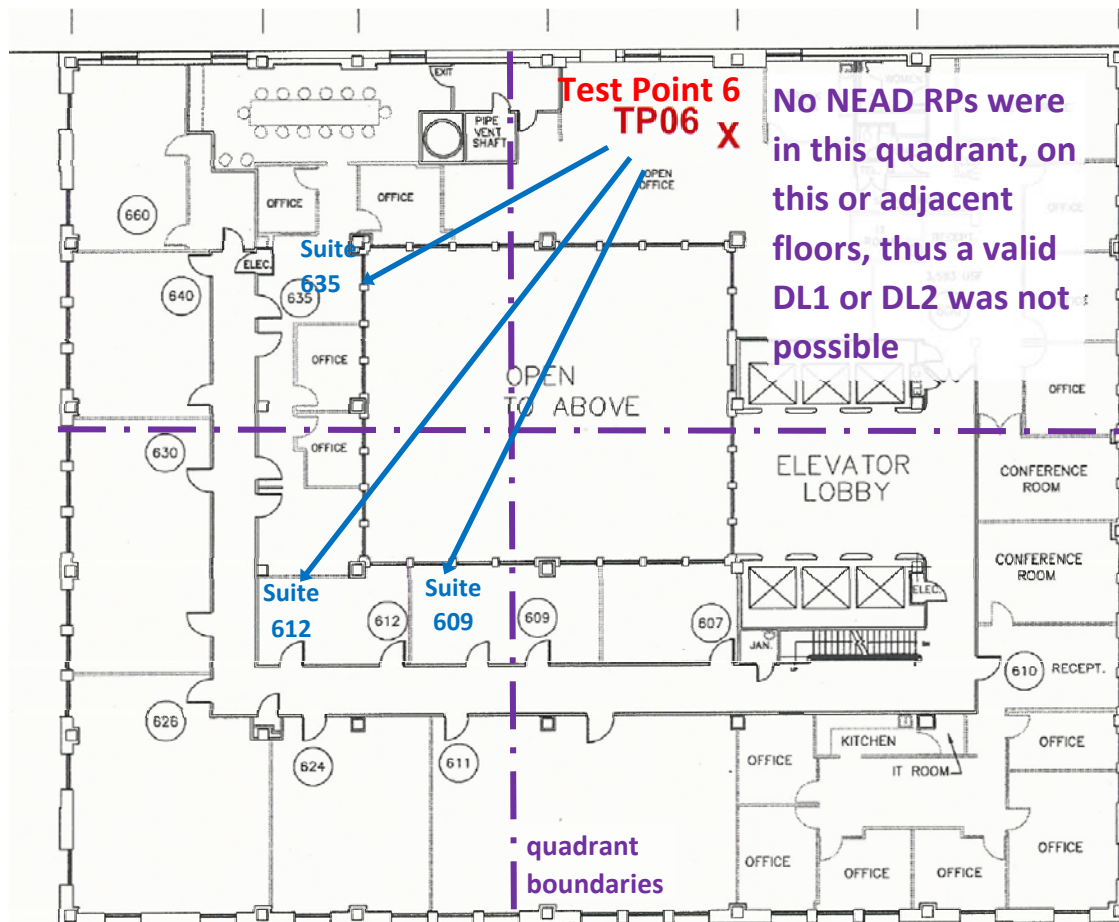 EXIT
Test Point 6
TP06 X
No NEAD RPs were
in this quadrant, on
this or adjacent
floors, thus a valid
DL1 or DL2 was not
possible
PIPE
VENT
SHAFT
OPEN
OFFICE
OFFICE
OFFICE
660
Suite
635
ELEC.
640
635
OFFICE
OPEN
TO ABOVE
OFFICE
OFFICE
630
ELEVATOR
LOBBY
CONFERENCE
ROOM
CONFERENCE
ROOM
Suite
612
612
Suite
609
609
607
ELEC.
JAN.
UP
610
RECEPT.
626
624
611
KITCHEN
IT ROOM
OFFICE
OFFICE
OFFICE
OFFICE
OFFICE
OFFICE
quadrant
boundaries